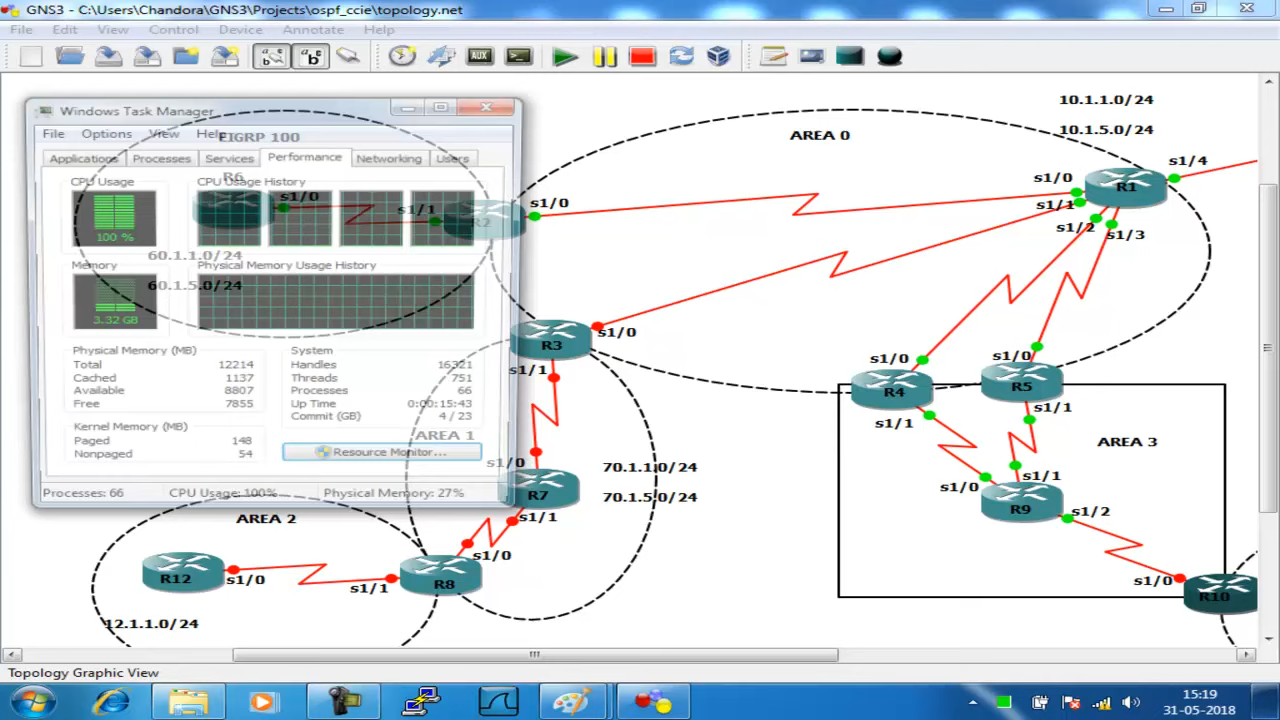 GNS3 - C:\Users\Chandora\GNS3\Projects\ospf_ccie\topology.net
File Edit View Control Device Annotate Help
AUX
Windows Task Manager
File Options View Help
Applications Processes Services Performance Networking Users
CPU Usage CPU Usage History
100 %
Memory Physical Memory Usage History
3.32 GB
Physical Memory (MB)
Total 12214
Cached 1137
Available 8807
Free 7855
Kernel Memory (MB)
Paged 148
Nonpaged 54
System
Handles 16321
Threads 751
Processes 66
Up Time 0:00:15:43
Commit (GB) 4 / 23
Resource Monitor...
Processes: 66 CPU Usage: 100% Physical Memory: 27%
EIGRP 100
R6
s1/0
s1/1
R2
s1/0
60.1.1.0/24
60.1.5.0/24
AREA 0
10.1.1.0/24
10.1.5.0/24
s1/4
s1/0
R1
s1/1
s1/2
s1/3
R3
s1/0
s1/1
s1/0
R4
s1/1
s1/0
R5
s1/1
AREA 3
AREA 1
s1/0
R7
s1/1
70.1.1.0/24
70.1.5.0/24
s1/0
s1/1
R9
s1/2
s1/0
R10
AREA 2
R12
s1/0
s1/1
s1/0
R8
12.1.1.0/24
Topology Graphic View
15:19
31-05-2018